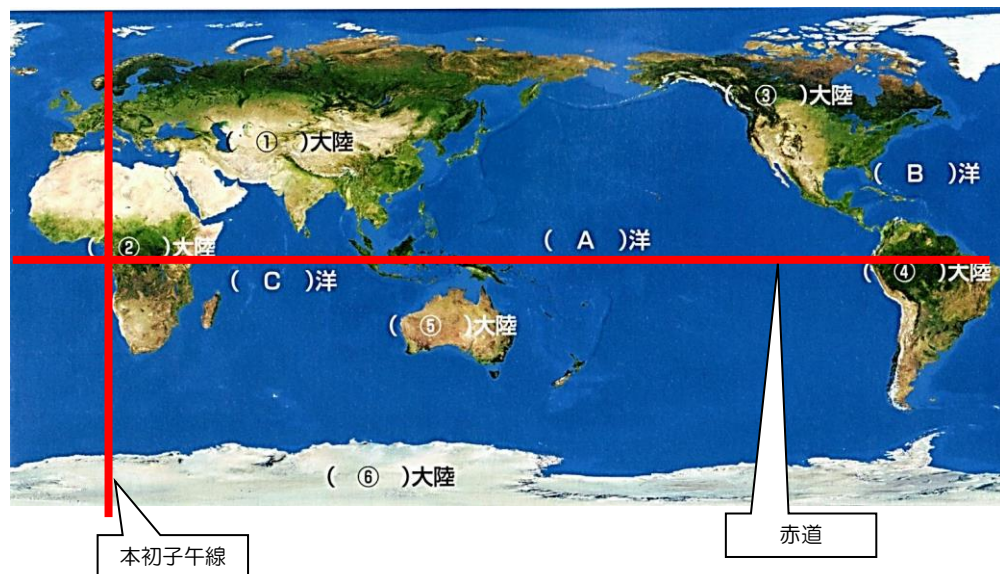 ( ③ )大陸
( ① )大陸
( B )洋
( ② )大陸
( A )洋
( C )洋
( ④ )大陸
( ⑤ )大陸
( ⑥ )大陸
赤道
本初子午線